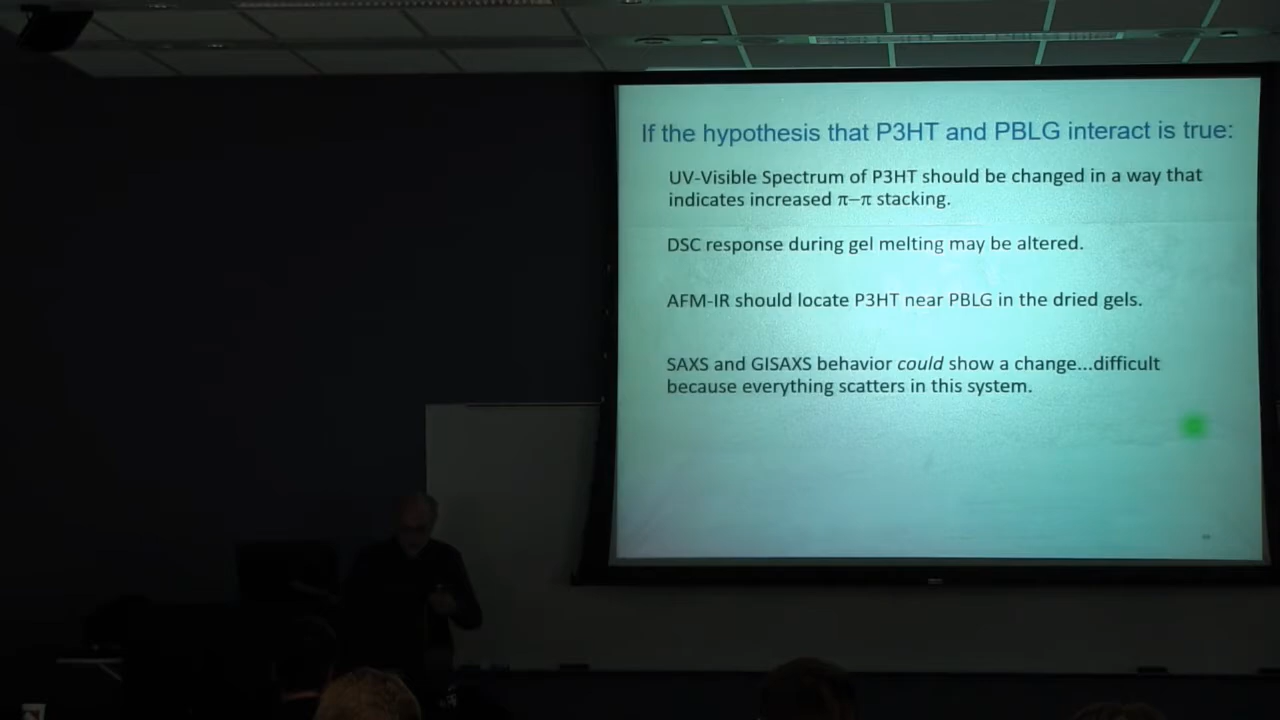 If the hypothesis that P3HT and PBLG interact is true:
UV-Visible Spectrum of P3HT should be changed in a way that
indicates increased π–π stacking.
DSC response during gel melting may be altered.
AFM-IR should locate P3HT near PBLG in the dried gels.
SAXS and GISAXS behavior could show a change...difficult
because everything scatters in this system.